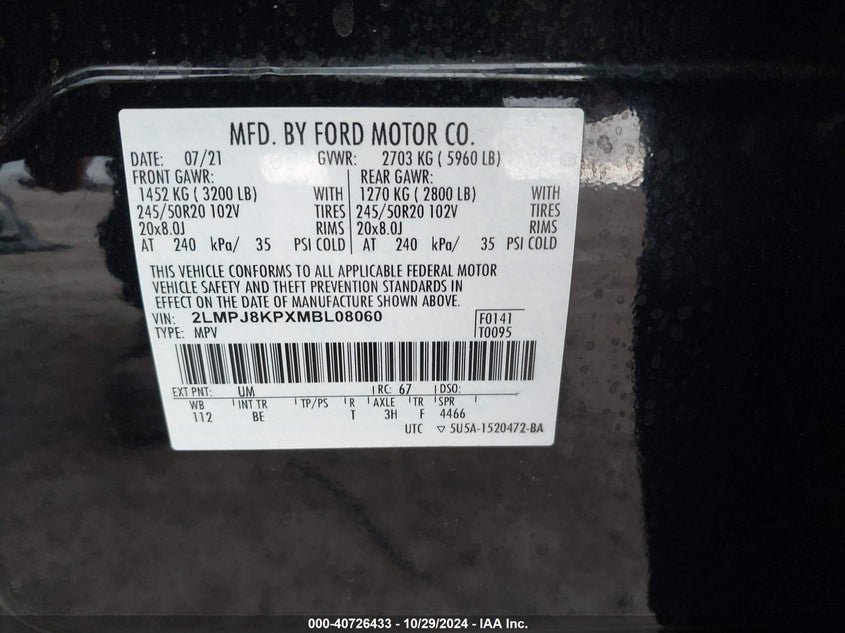 MFD. BY FORD MOTOR CO.
DATE: 07/21 GVWR: 2703 KG ( 5960 LB)
FRONT GAWR: REAR GAWR:
1452 KG ( 3200 LB) WITH 1270 KG ( 2800 LB) WITH
245/50R20 102V TIRES 245/50R20 102V TIRES
20x8.0J RIMS 20x8.0J RIMS
AT 240 kPa/ 35 PSI COLD AT 240 kPa/ 35 PSI COLD
THIS VEHICLE CONFORMS TO ALL APPLICABLE FEDERAL MOTOR
VEHICLE SAFETY AND THEFT PREVENTION STANDARDS IN
EFFECT ON THE DATE OF MANUFACTURE SHOWN ABOVE.
VIN: 2LMPJ8KPXMBL08060 F0141
TYPE: MPV T0095
EXT PNT: UM RC: 67 DSO:
WB INT TR TP/PS R AXLE TR SPR
112 BE T 3H F 4466
UTC ▽ 5U5A-1520472-BA
000-40726433 - 10/29/2024 - IAA Inc.